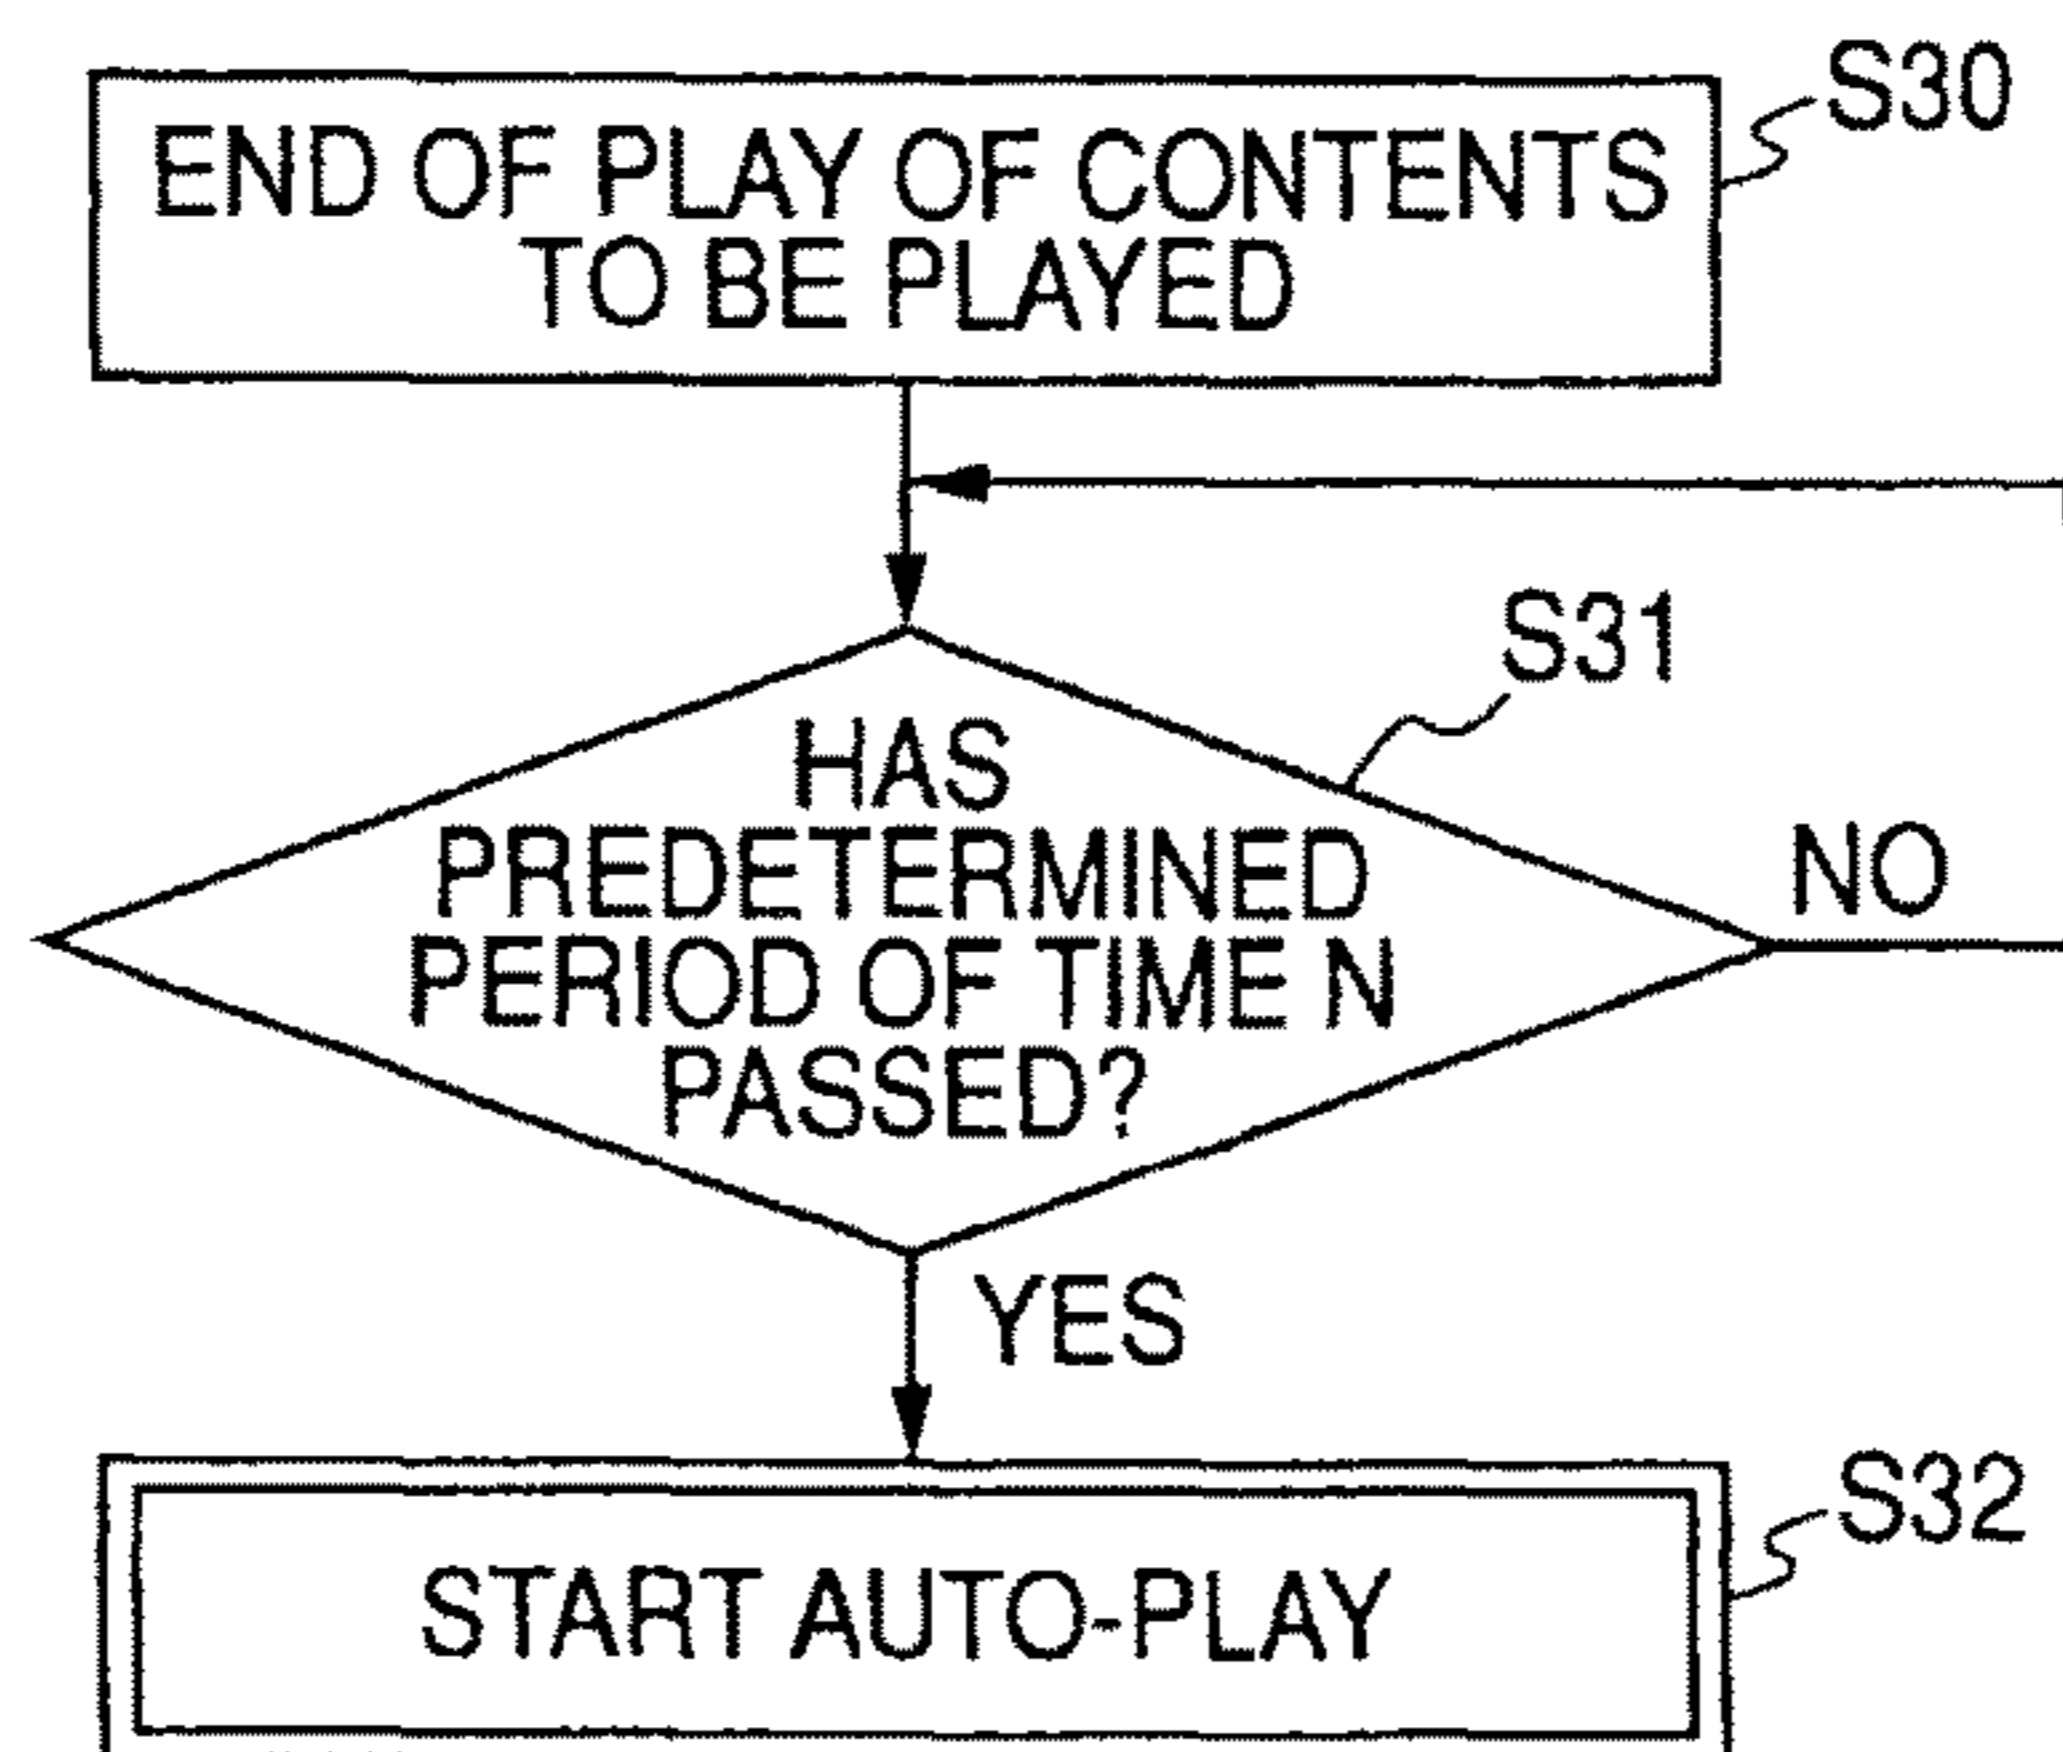 S30
END OF PLAY OF CONTENTS
TO BE PLAYED
S31
HAS
PREDETERMINED
PERIOD OF TIME N
PASSED?
NO
YES
S32
START AUTO-PLAY